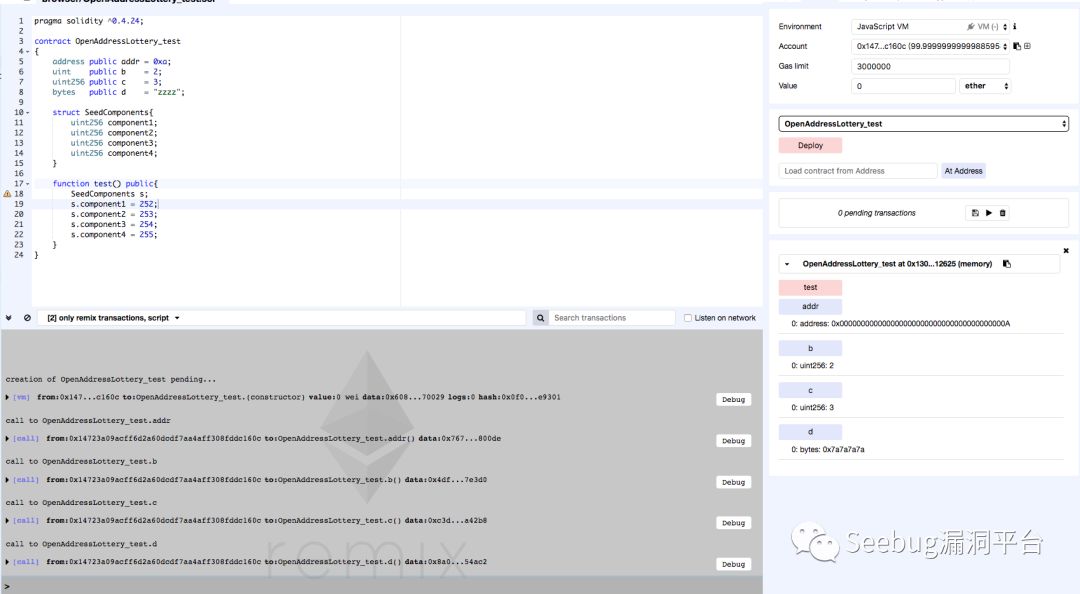 browser/OpenAddressLottery_test.sol
1 pragma solidity ^0.4.24;
2
3 contract OpenAddressLottery_test
4 {
5 address public addr = 0xa;
6 uint public b = 2;
7 uint256 public c = 3;
8 bytes public d = "zzzz";
9
10 struct SeedComponents{
11 uint256 component1;
12 uint256 component2;
13 uint256 component3;
14 uint256 component4;
15 }
16
17 function test() public{
18 SeedComponents s;
19 s.component1 = 252;
20 s.component2 = 253;
21 s.component3 = 254;
22 s.component4 = 255;
23 }
24 }
[2] only remix transactions, script
Search transactions
Listen on network
creation of OpenAddressLottery_test pending...
[vm] from:0x147...c160c to:OpenAddressLottery_test.(constructor) value:0 wei data:0x608...70029 logs:0 hash:0x0f0...e930i
Debug
call to OpenAddressLottery_test.addr
[call] from:0x14723a09acff6d2a60dcdf7aa4aff308fddc160c to:OpenAddressLottery_test.addr() data:0x767...800de
Debug
call to OpenAddressLottery_test.b
[call] from:0x14723a09acff6d2a60dcdf7aa4aff308fddc160c to:OpenAddressLottery_test.b() data:0x4df...7e3d0
Debug
call to OpenAddressLottery_test.c
[call] from:0x14723a09acff6d2a60dcdf7aa4aff308fddc160c to:OpenAddressLottery_test.c() data:0xc3d...a42b8
Debug
call to OpenAddressLottery_test.d
[call] from:0x14723a09acff6d2a60dcdf7aa4aff308fddc160c to:OpenAddressLottery_test.d() data:0x8a0...54ac2
Debug
remix
>
Environment JavaScript VM VM (-) i
Account 0x147...c160c (99.9999999999988595
Gas limit 3000000
Value 0 ether
OpenAddressLottery_test
Deploy
Load contract from Address At Address
0 pending transactions
OpenAddressLottery_test at 0x130...12625 (memory)
test
addr
0: address: 0x000000000000000000000000000000000000000A
b
0: uint256: 2
c
0: uint256: 3
d
0: bytes: 0x7a7a7a7a
Seebug漏洞平台